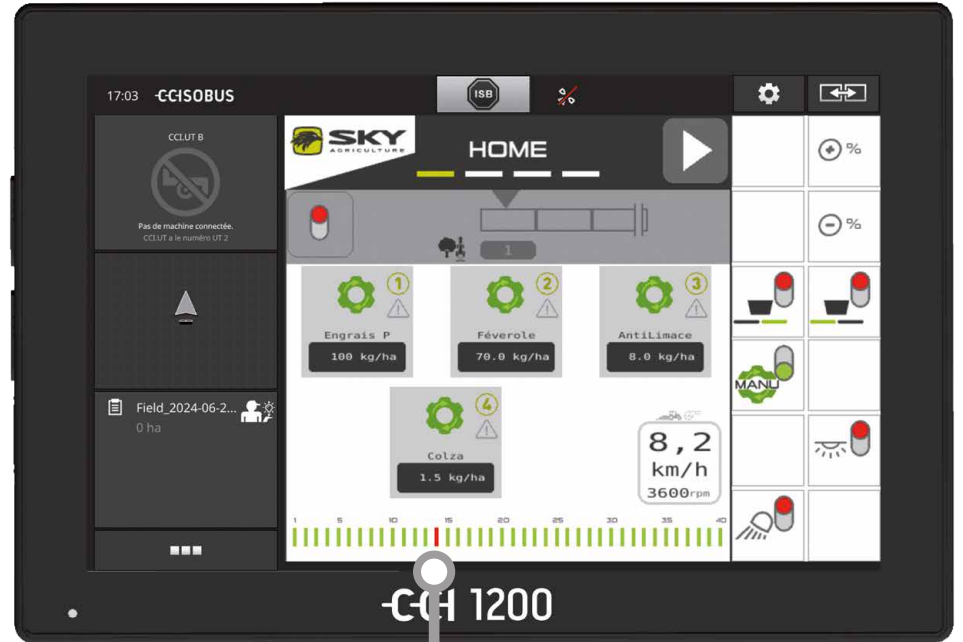 17:03 CCISOBUS
ISB
CCI.UT B
Pas de machine connectée.
CCI.UT a le numéro UT 2
Field_2024-06-2...
0 ha
SKY
AGRICULTURE
HOME
1
1
Engrais P
100 kg/ha
2
Féverole
70.0 kg/ha
3
AntiLimace
8.0 kg/ha
4
Colza
1.5 kg/ha
8,2
km/h
3600rpm
1 5 10 15 20 25 30 35 40
%
%
MANU
CCI 1200